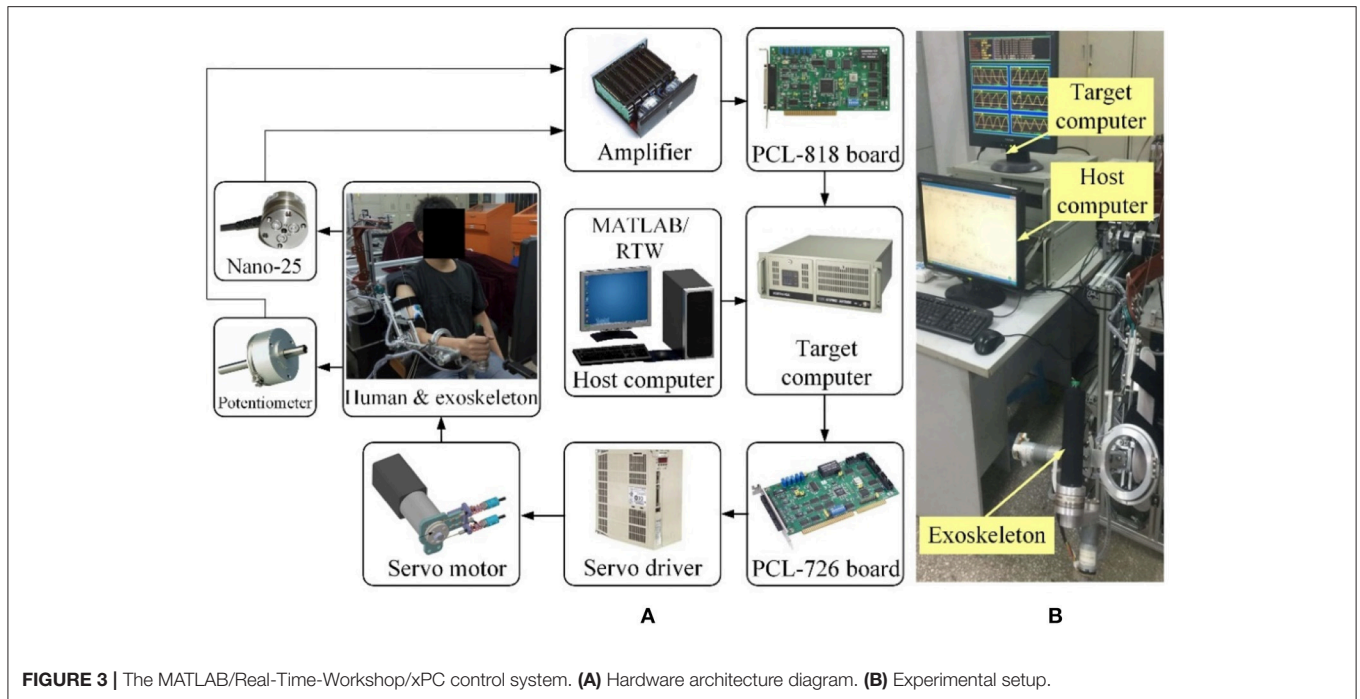 Amplifier
PCL-818 board
Nano-25
Potentiometer
Human & exoskeleton
MATLAB/
RTW
Host computer
Target
computer
Servo motor
Servo driver
PCL-726 board
A
Target
computer
Host
computer
Exoskeleton
B
FIGURE 3 | The MATLAB/Real-Time-Workshop/xPC control system. (A) Hardware architecture diagram. (B) Experimental setup.